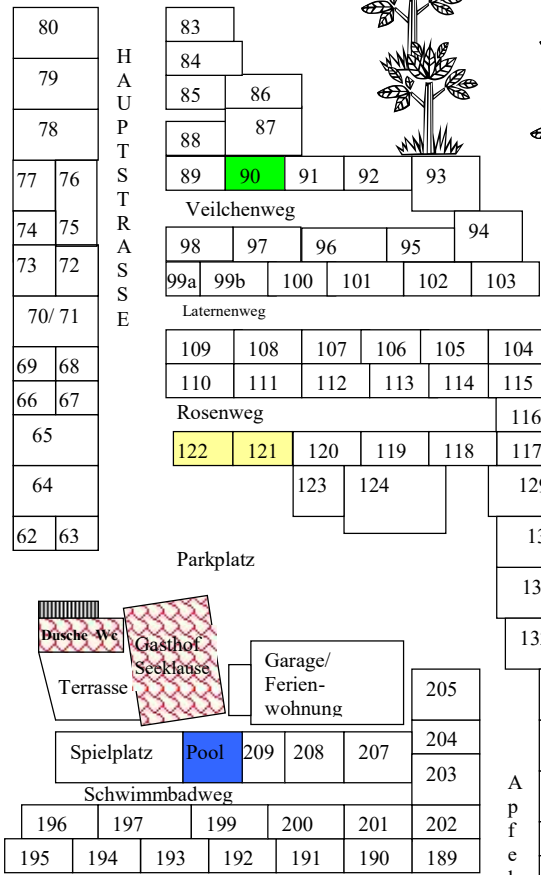 80
79
78
77 76
74 75
73 72
70/ 71
69 68
66 67
65
64
62 63
HAUPTSTRASSE
83
84
85 86
88 87
89 90 91 92 93
Veilchenweg
94
98 97 96 95
99a 99b 100 101 102 103
Laternenweg
109 108 107 106 105 104
110 111 112 113 114 115
Rosenweg
116
122 121 120 119 118 117
123 124 129
Parkplatz
Dusche Wc
Gasthof
Seeklause
Terrasse
Garage/
Ferien-
wohnung
205
204
203
Spielplatz Pool 209 208 207
Schwimmbadweg
196 197 199 200 201 202
195 194 193 192 191 190 189
Apfel